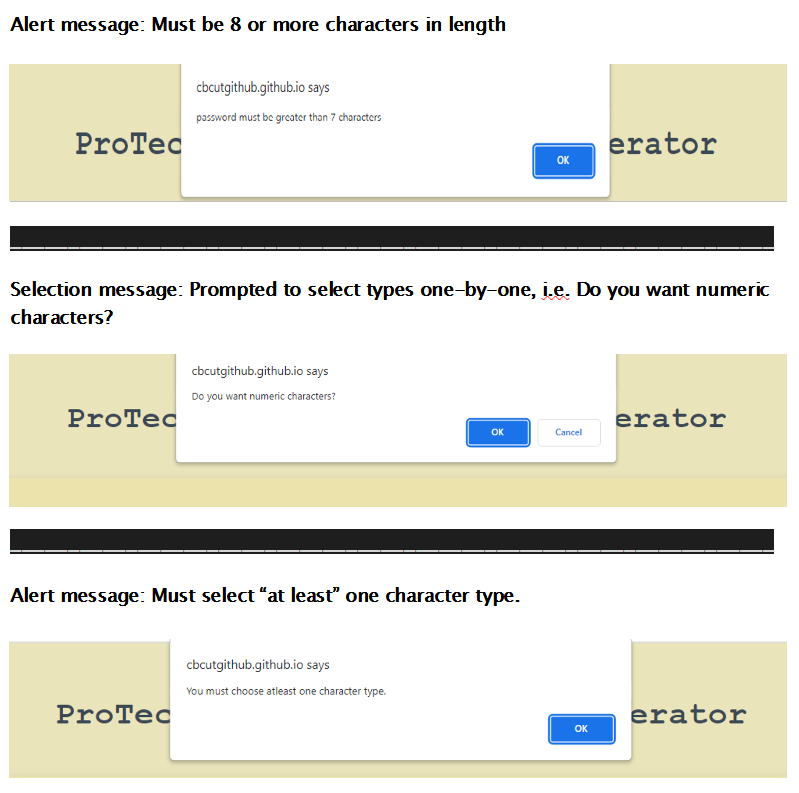 Alert message: Must be 8 or more characters in length
cbcutgithub.github.io says
password must be greater than 7 characters
ProTec
erator
OK
Selection message: Prompted to select types one-by-one, i.e. Do you want numeric
characters?
cbcutgithub.github.io says
Do you want numeric characters?
ProTec
erator
OK
Cancel
Alert message: Must select “at least” one character type.
cbcutgithub.github.io says
You must choose atleast one character type.
ProTec
erator
OK